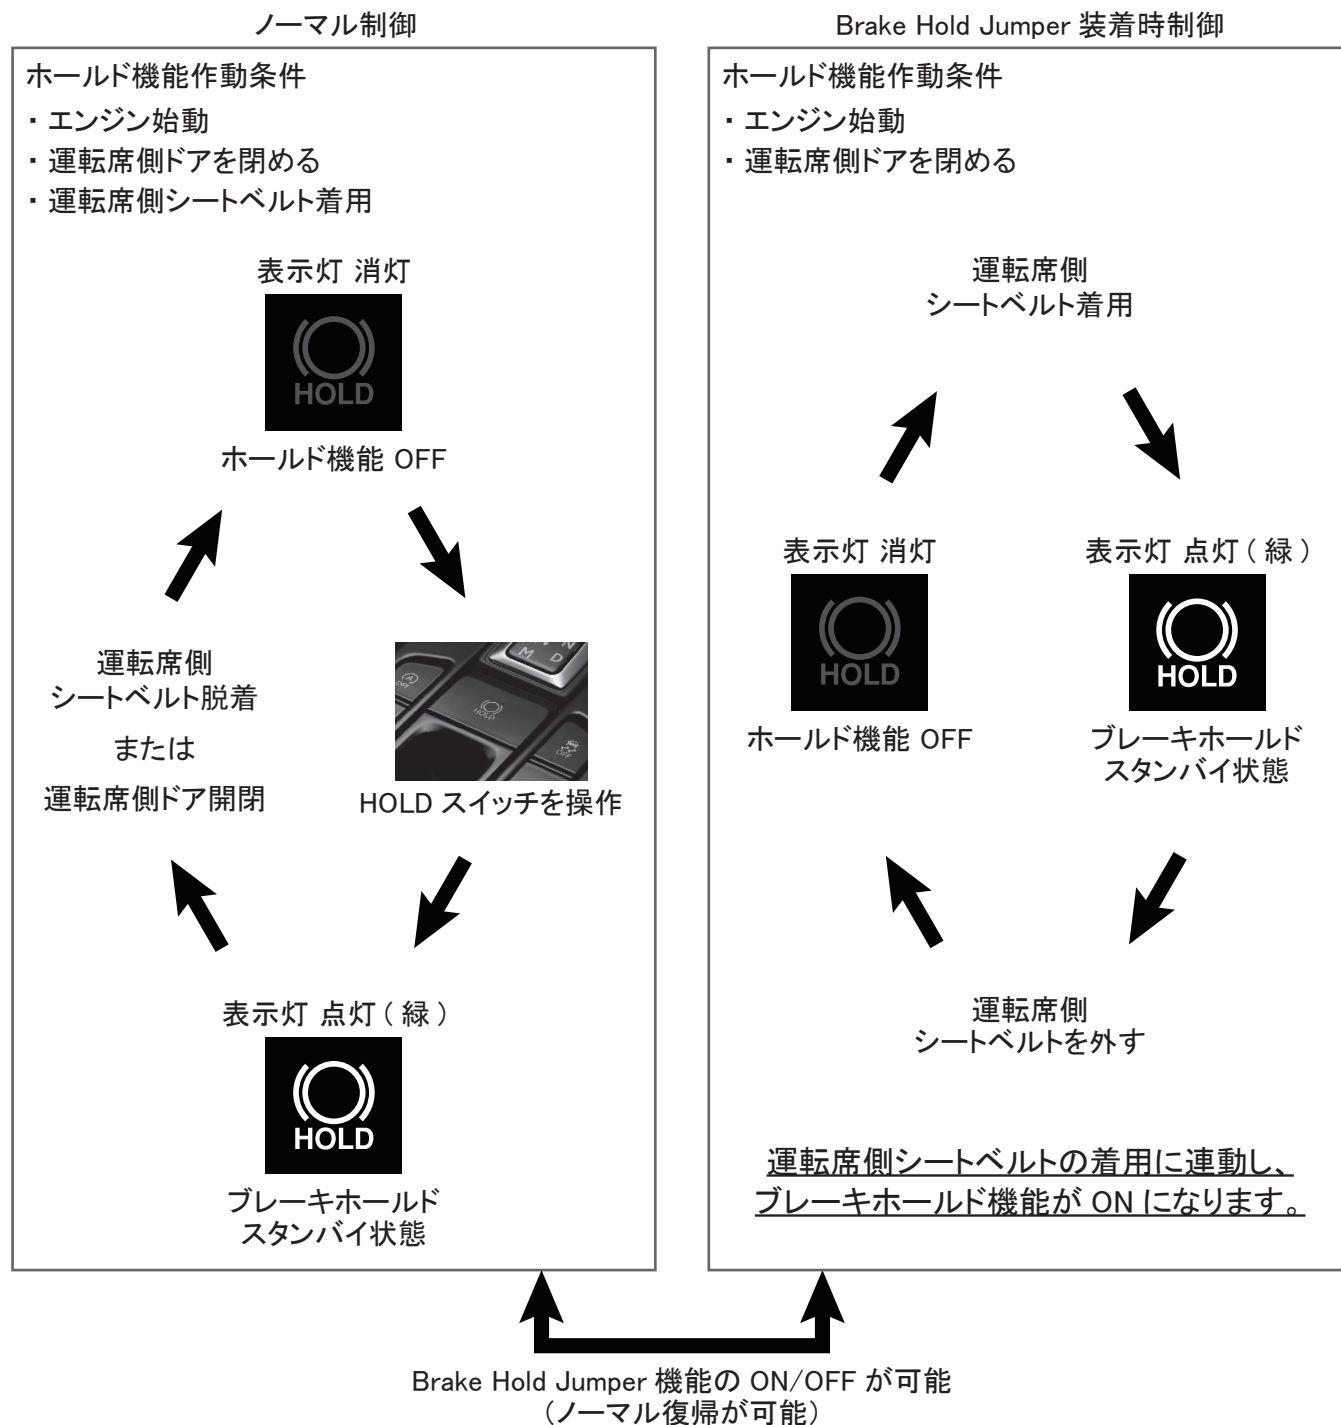 ノーマル制御
ホールド機能作動条件
・エンジン始動
・運転席側ドアを閉める
・運転席側シートベルト着用
表示灯 消灯
HOLD
ホールド機能 OFF
運転席側
シートベルト脱着
または
運転席側ドア開閉
N
M D
A
OFF
HOLD
OFF
HOLD スイッチを操作
表示灯 点灯(緑)
HOLD
ブレーキホールド
スタンバイ状態
Brake Hold Jumper 装着時制御
ホールド機能作動条件
・エンジン始動
・運転席側ドアを閉める
運転席側
シートベルト着用
表示灯 消灯
HOLD
ホールド機能 OFF
表示灯 点灯(緑)
HOLD
ブレーキホールド
スタンバイ状態
運転席側
シートベルトを外す
運転席側シートベルトの着用に連動し、
ブレーキホールド機能が ON になります。
Brake Hold Jumper 機能の ON/OFF が可能
(ノーマル復帰が可能)